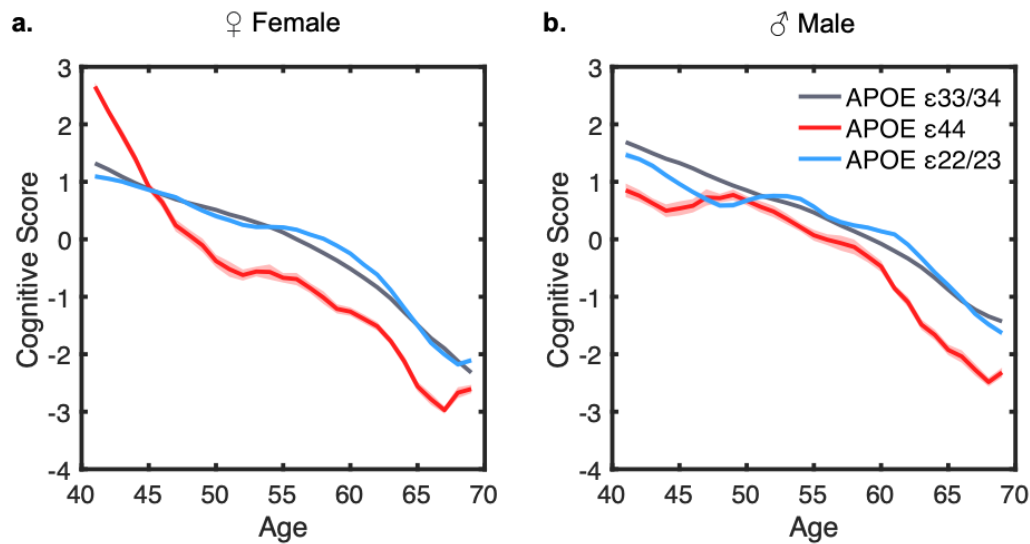 a.
♀ Female
3
2
1
0
-1
-2
-3
-4
Cognitive Score
40 45 50 55 60 65 70
Age
b.
♂ Male
APOE ε33/34
APOE ε44
APOE ε22/23
3
2
1
0
-1
-2
-3
-4
Cognitive Score
40 45 50 55 60 65 70
Age